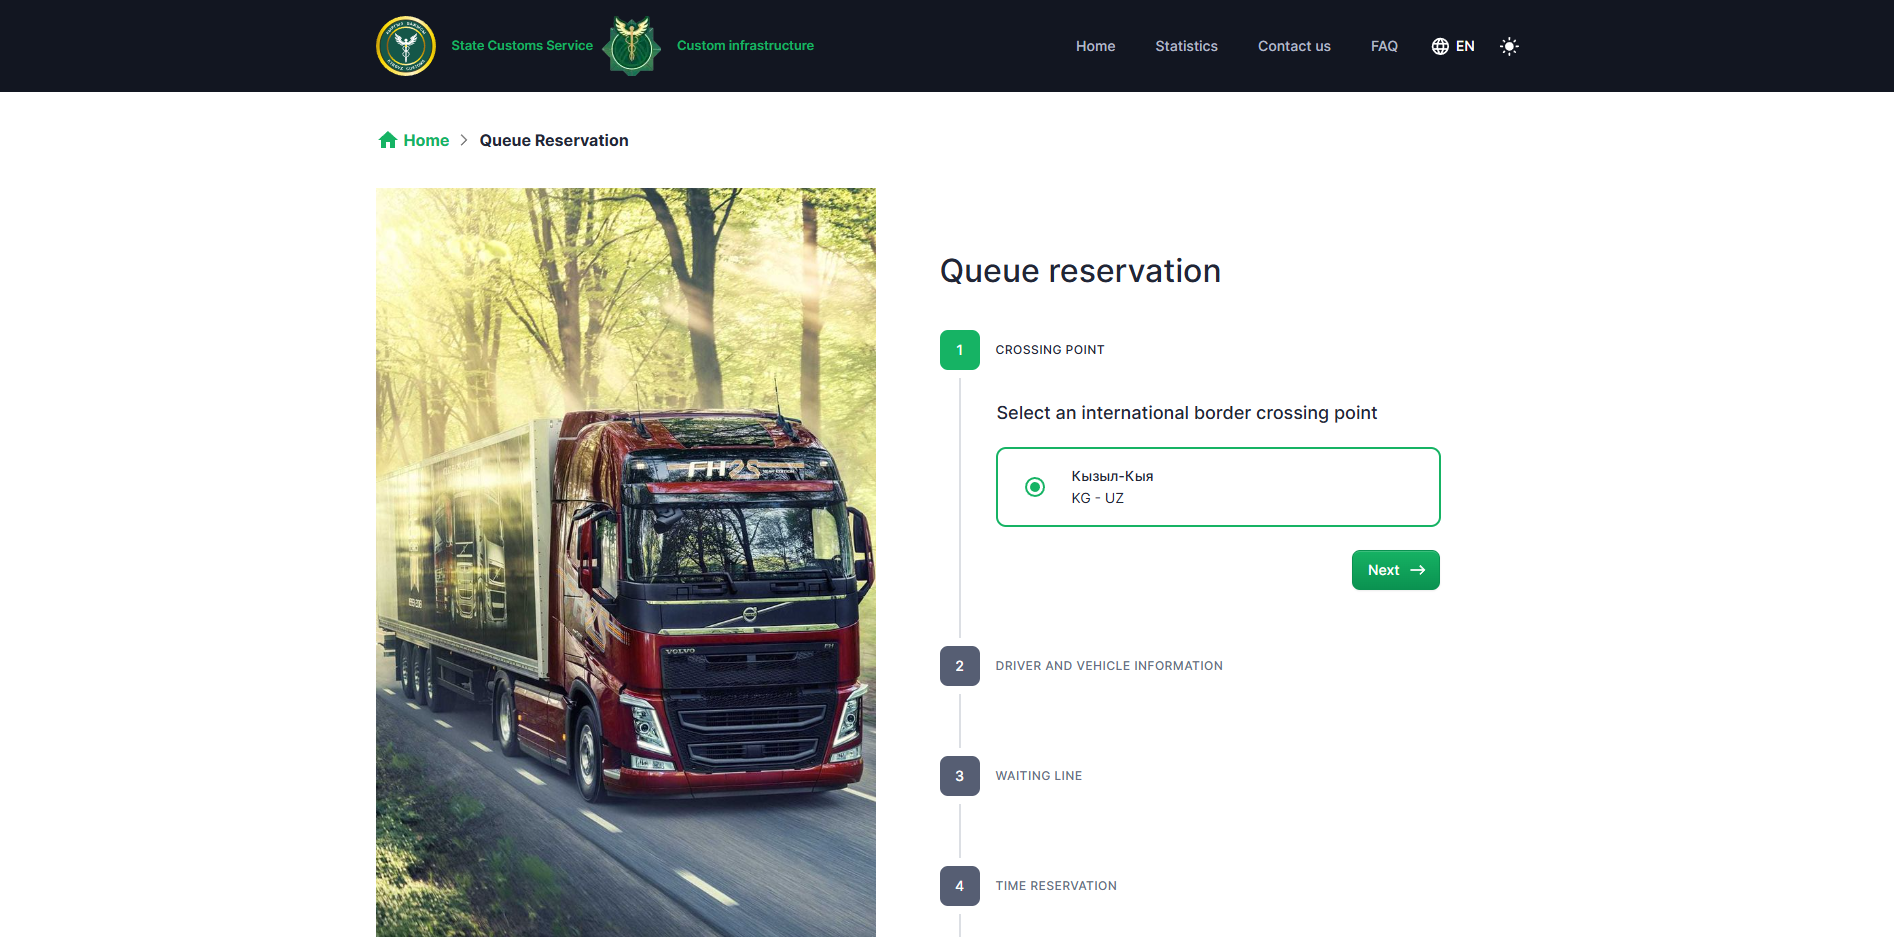 State Customs Service
Custom infrastructure
Home
Statistics
Contact us
FAQ
EN
Home
Queue Reservation
Queue reservation
1
CROSSING POINT
Select an international border crossing point
Кызыл-Кыя
KG - UZ
Next
2
DRIVER AND VEHICLE INFORMATION
3
WAITING LINE
4
TIME RESERVATION
FH25
VOLVO
FH